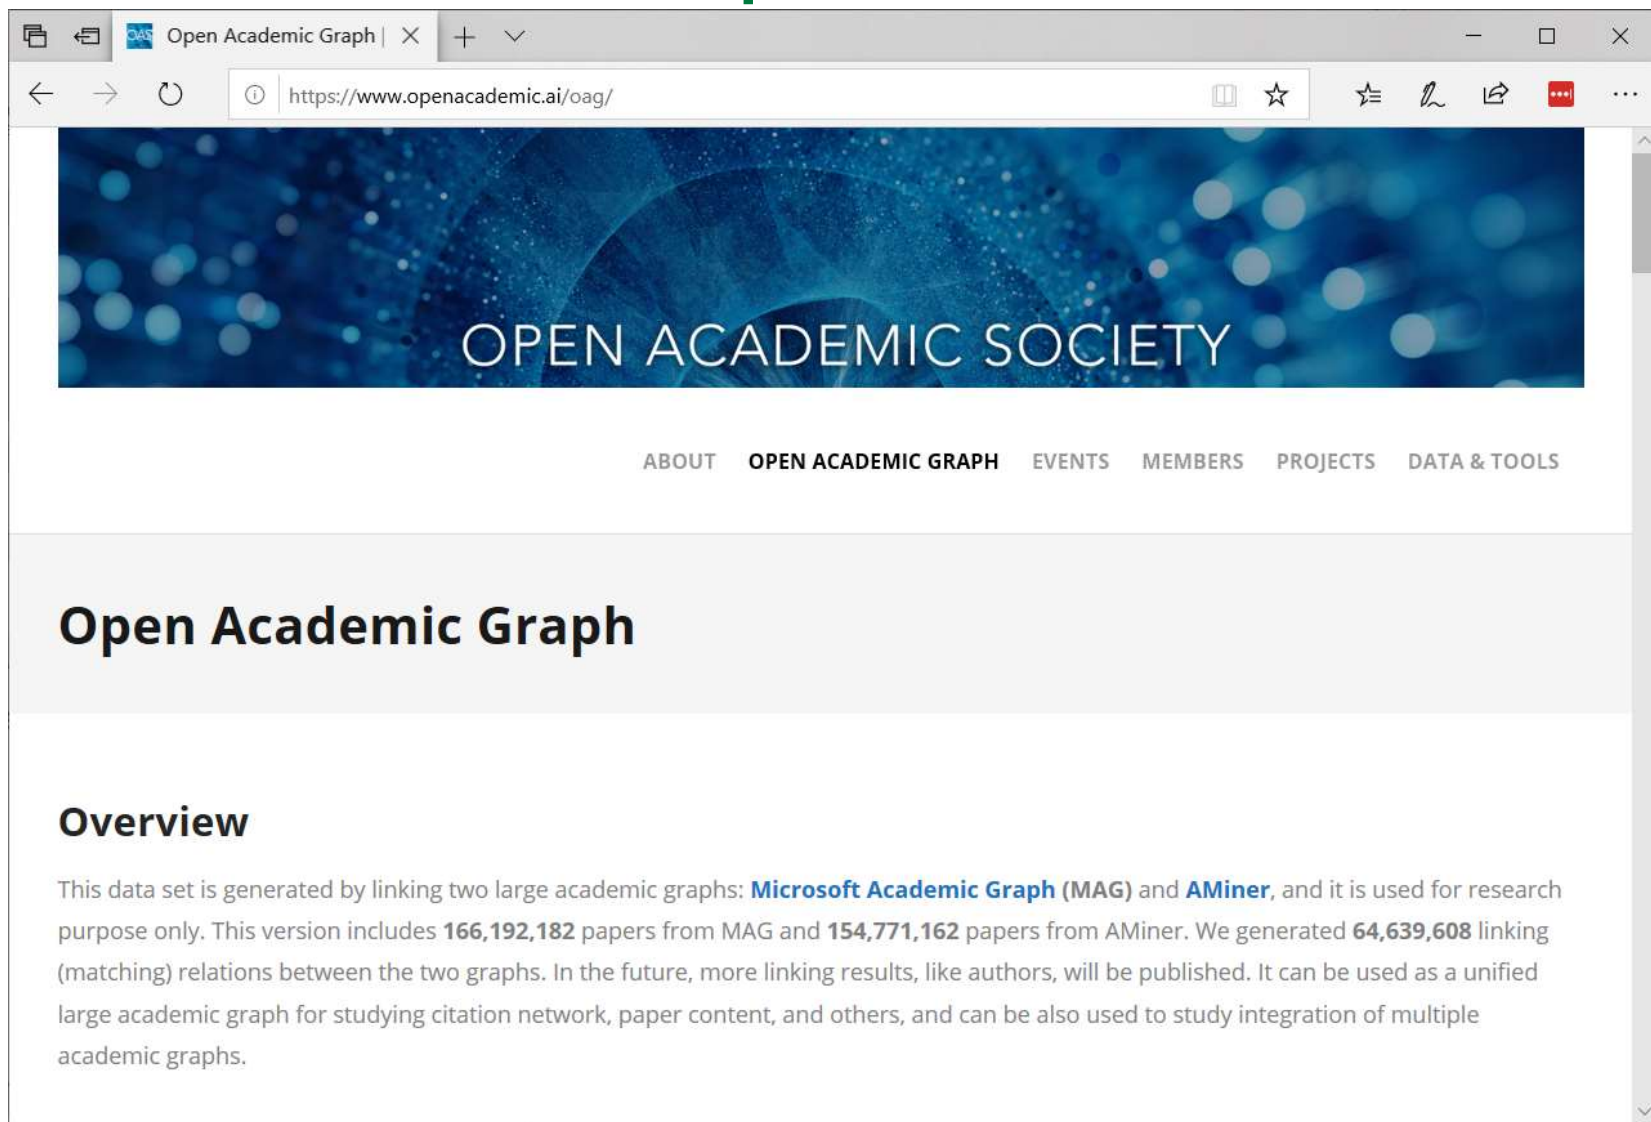 OAS Open Academic Graph |
https://www.openacademic.ai/oag/
OPEN ACADEMIC SOCIETY
ABOUT OPEN ACADEMIC GRAPH EVENTS MEMBERS PROJECTS DATA & TOOLS
Open Academic Graph
Overview
This data set is generated by linking two large academic graphs: Microsoft Academic Graph (MAG) and AMiner, and it is used for research
purpose only. This version includes 166,192,182 papers from MAG and 154,771,162 papers from AMiner. We generated 64,639,608 linking
(matching) relations between the two graphs. In the future, more linking results, like authors, will be published. It can be used as a unified
large academic graph for studying citation network, paper content, and others, and can be also used to study integration of multiple
academic graphs.